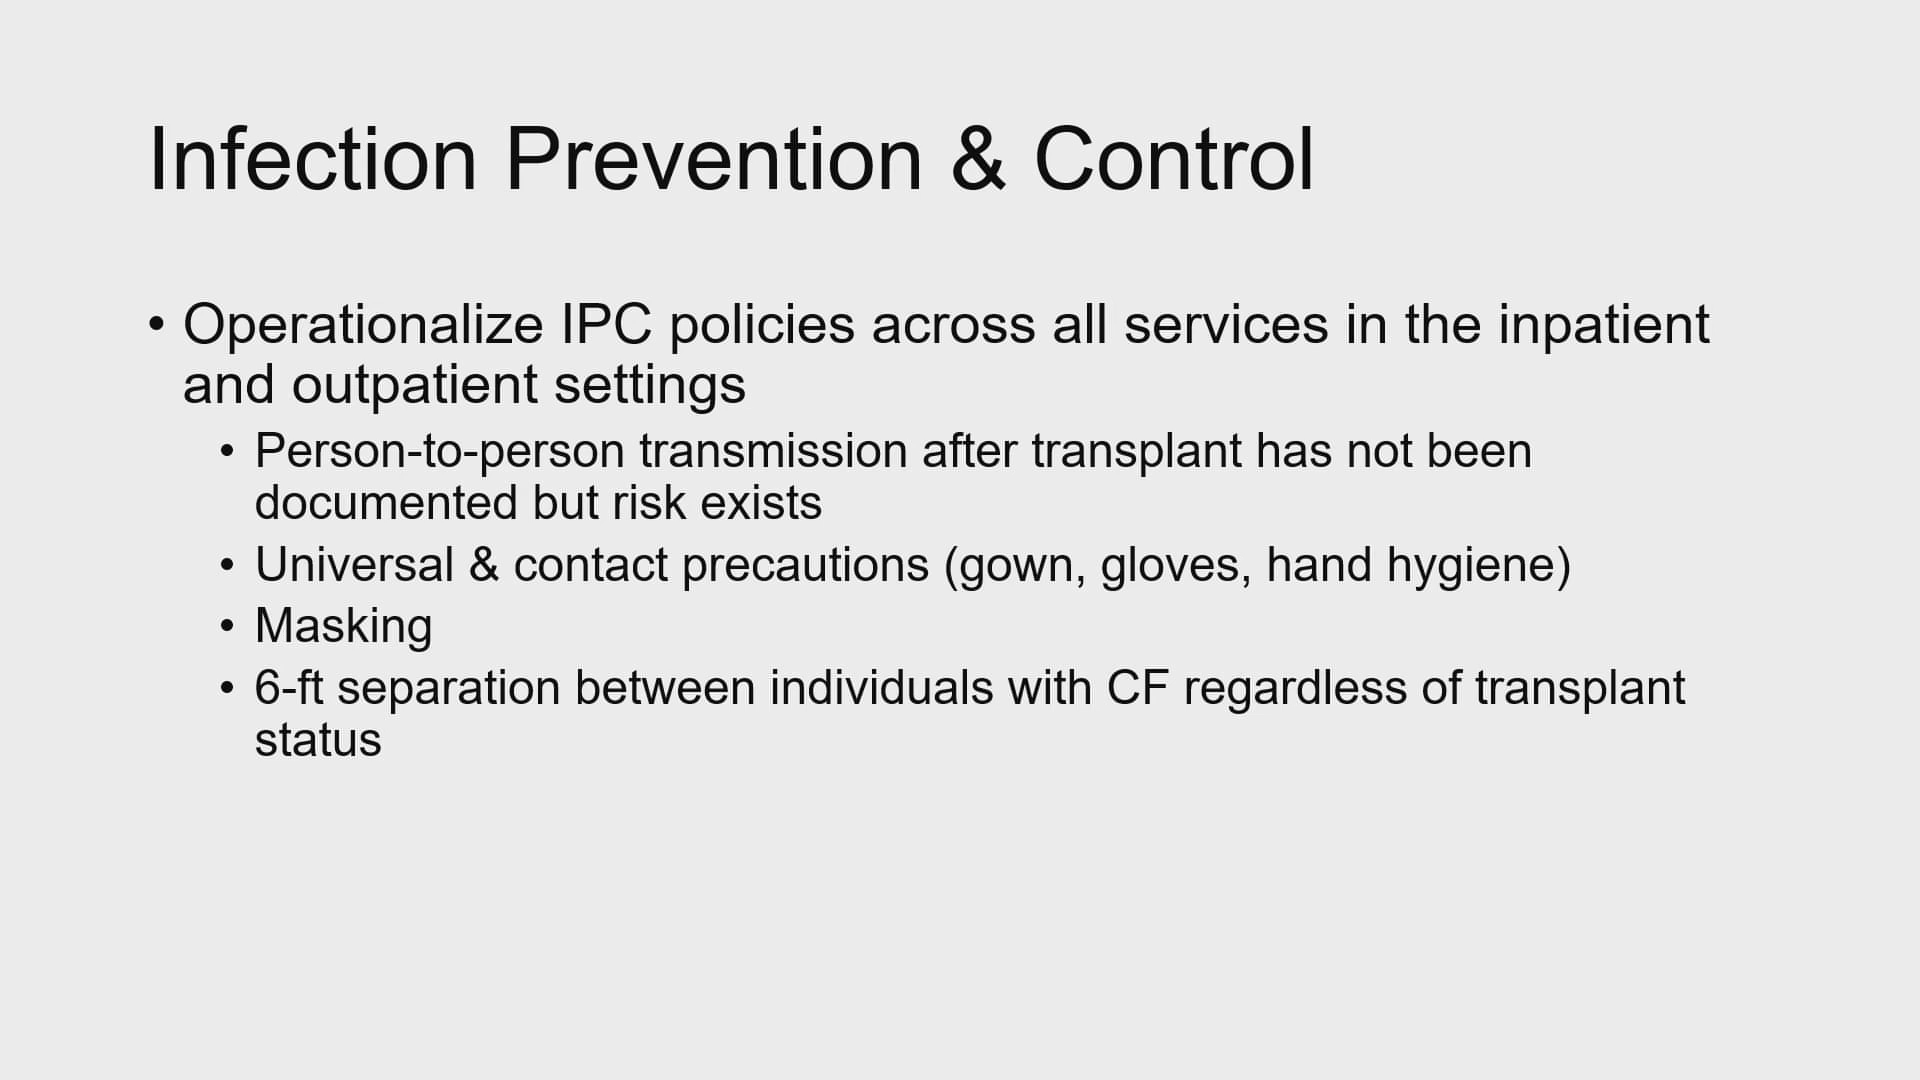 Infection Prevention & Control
• Operationalize IPC policies across all services in the inpatient
and outpatient settings
• Person-to-person transmission after transplant has not been
documented but risk exists
• Universal & contact precautions (gown, gloves, hand hygiene)
• Masking
• 6-ft separation between individuals with CF regardless of transplant
status